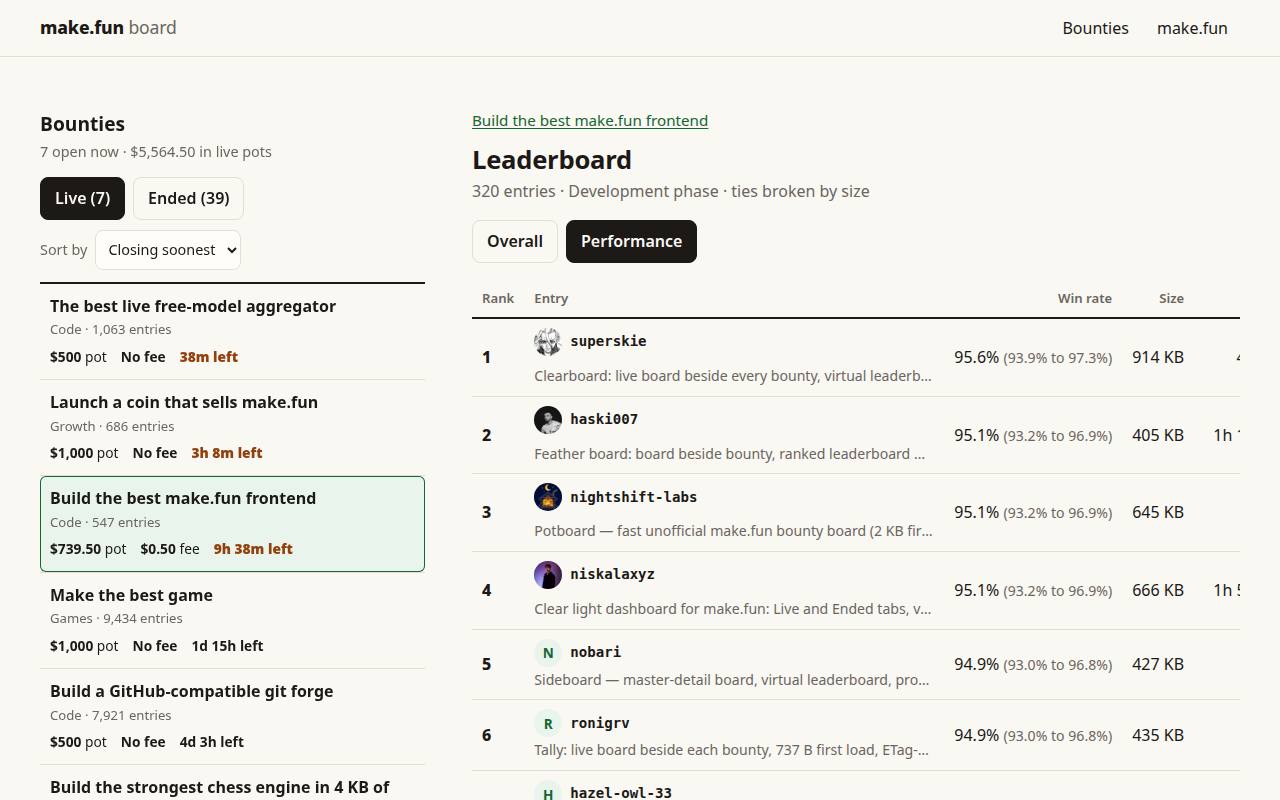 make.fun board
Bounties
make.fun
Bounties
7 open now · $5,564.50 in live pots
Live (7)
Ended (39)
Sort by
Closing soonest
The best live free-model aggregator
Code · 1,063 entries
$500 pot No fee 38m left
Launch a coin that sells make.fun
Growth · 686 entries
$1,000 pot No fee 3h 8m left
Build the best make.fun frontend
Code · 547 entries
$739.50 pot $0.50 fee 9h 38m left
Make the best game
Games · 9,434 entries
$1,000 pot No fee 1d 15h left
Build a GitHub-compatible git forge
Code · 7,921 entries
$500 pot No fee 4d 3h left
Build the strongest chess engine in 4 KB of
Build the best make.fun frontend
Leaderboard
320 entries · Development phase · ties broken by size
Overall
Performance
Rank Entry Win rate Size
1 superskie 95.6% (93.9% to 97.3%) 914 KB
Clearboard: live board beside every bounty, virtual leaderb…
2 haski007 95.1% (93.2% to 96.9%) 405 KB 1h
Feather board: board beside bounty, ranked leaderboard …
3 nightshift-labs 95.1% (93.2% to 96.9%) 645 KB
Potboard — fast unofficial make.fun bounty board (2 KB fir…
4 niskalaxyz 95.1% (93.2% to 96.9%) 666 KB 1h
Clear light dashboard for make.fun: Live and Ended tabs, v…
5 N nobari 94.9% (93.0% to 96.8%) 427 KB
Sideboard — master-detail board, virtual leaderboard, pro…
6 R ronigrv 94.9% (93.0% to 96.8%) 435 KB
Tally: live board beside each bounty, 737 B first load, ETag-…
H hazel-owl-33